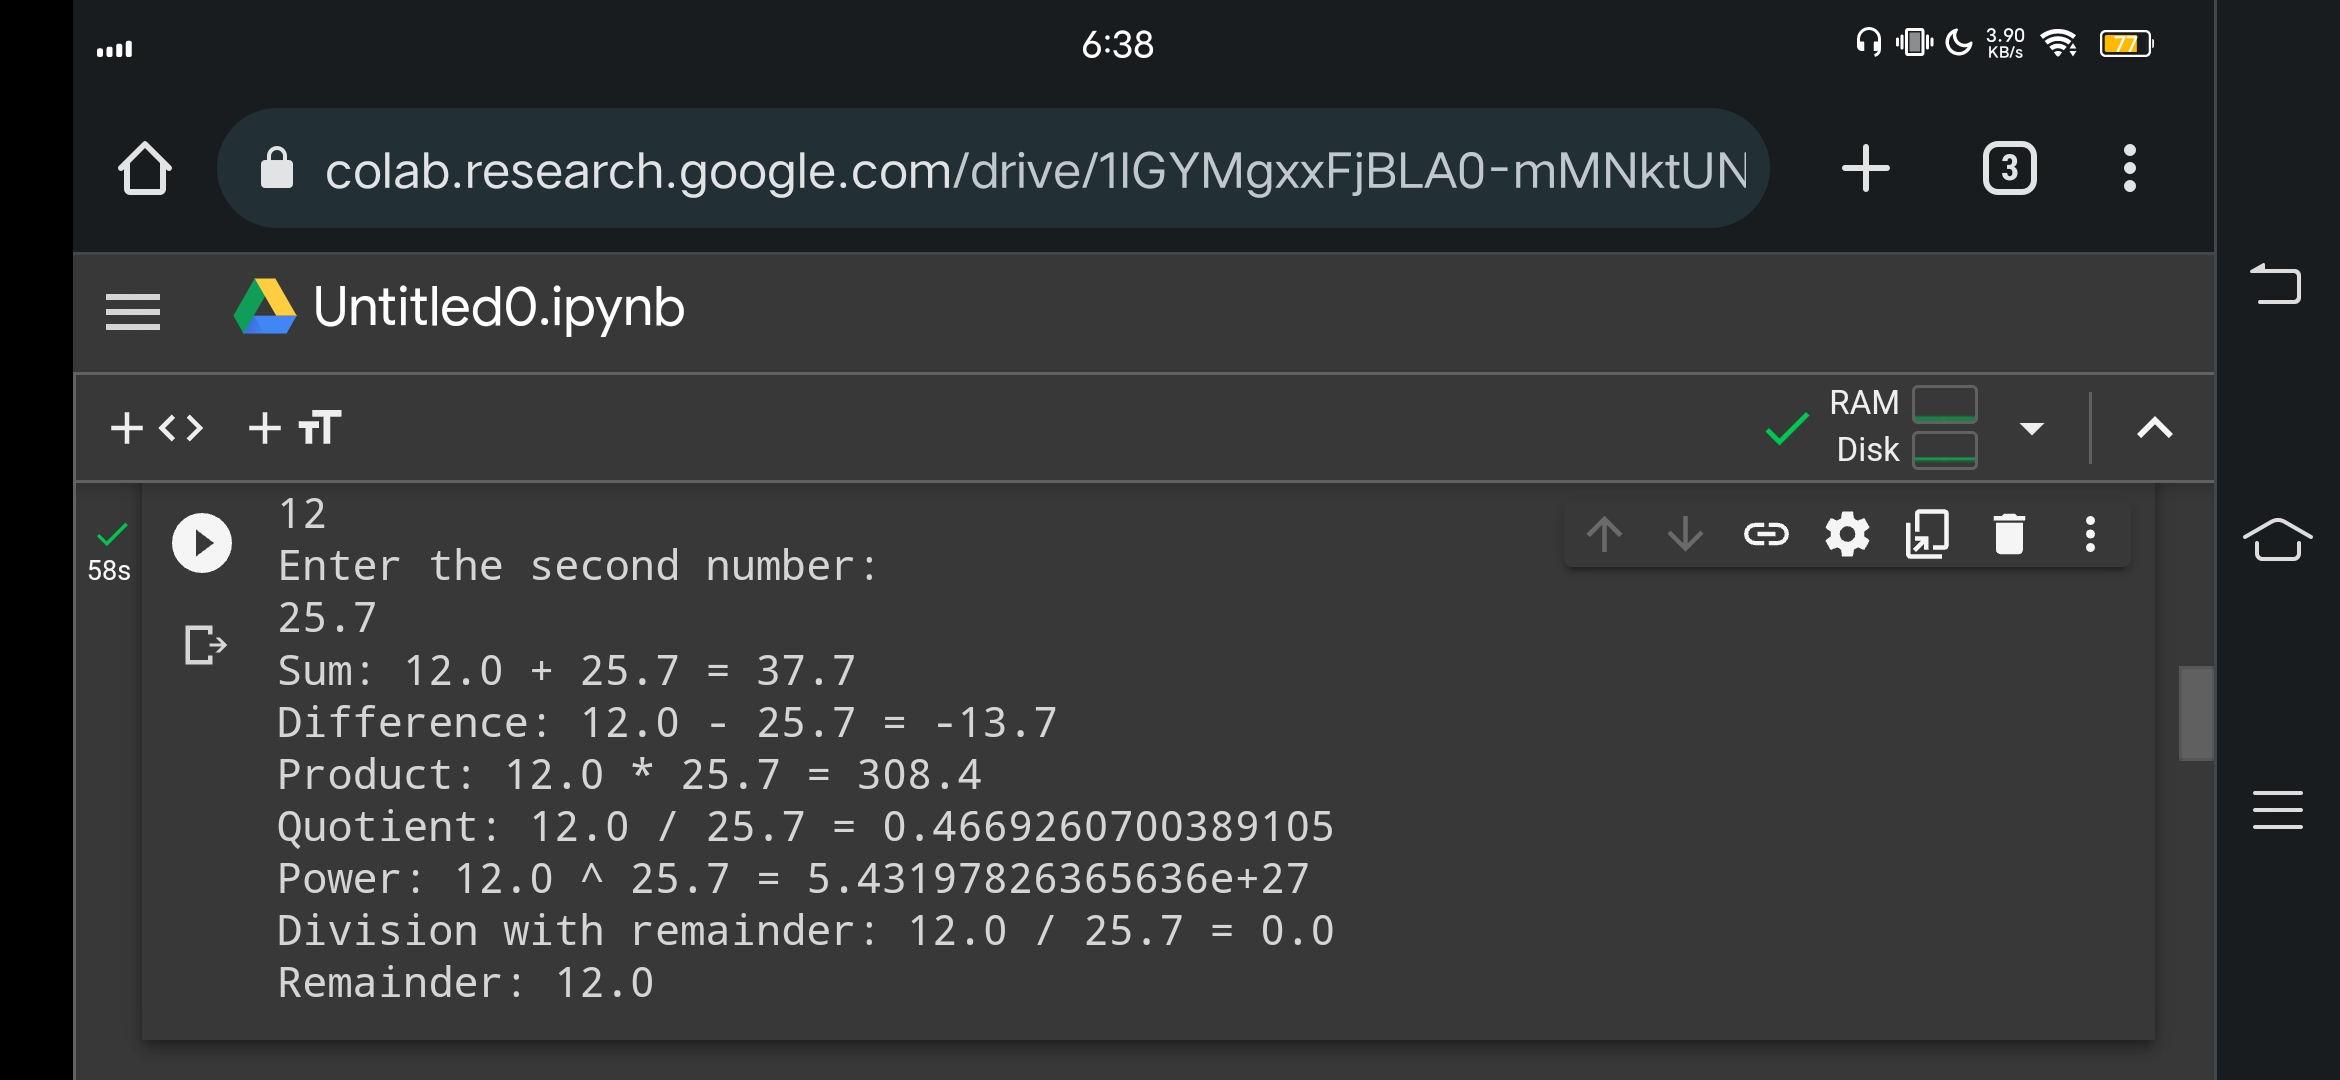 6:38
3.90
KB/s
77
colab.research.google.com/drive/1IGYMgxxFjBLA0-mMNktUN
3
Untitled0.ipynb
+ <> + TT
RAM
Disk
58s
12
Enter the second number:
25.7
Sum: 12.0 + 25.7 = 37.7
Difference: 12.0 - 25.7 = -13.7
Product: 12.0 * 25.7 = 308.4
Quotient: 12.0 / 25.7 = 0.4669260700389105
Power: 12.0 ^ 25.7 = 5.43197826365636e+27
Division with remainder: 12.0 / 25.7 = 0.0
Remainder: 12.0